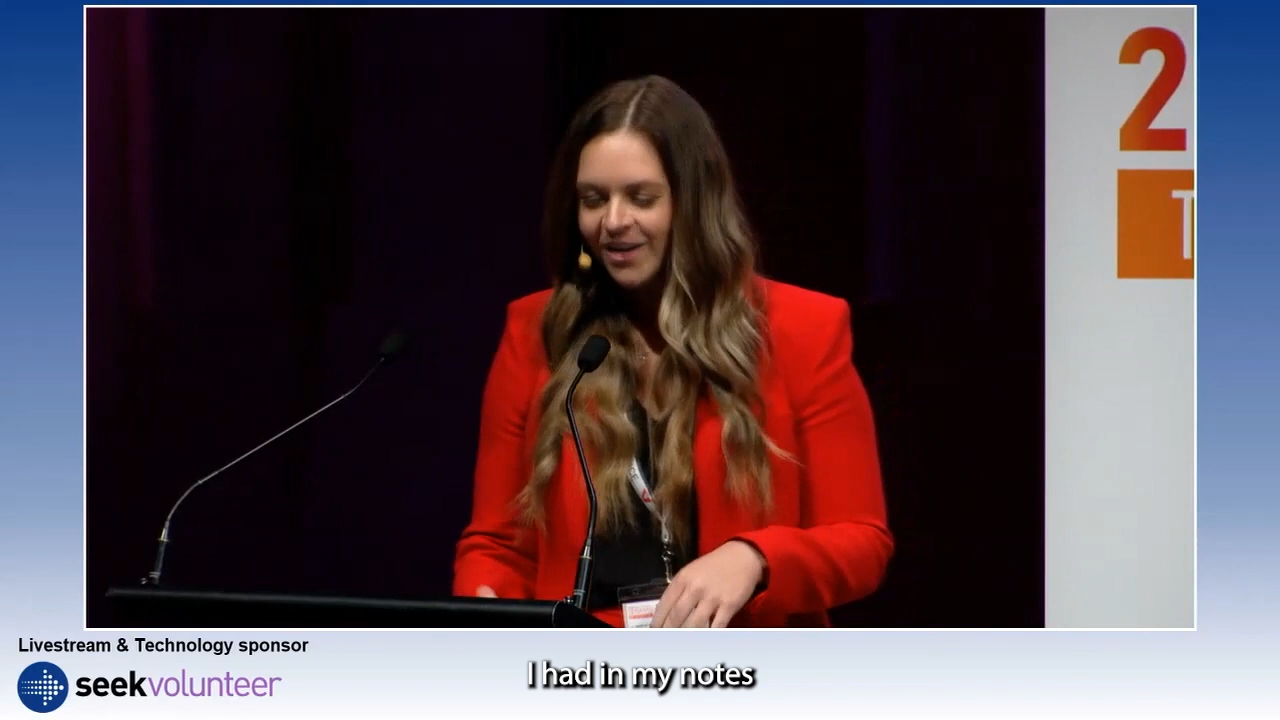 2
T
Livestream & Technology sponsor
seekvolunteer
I had in my notes